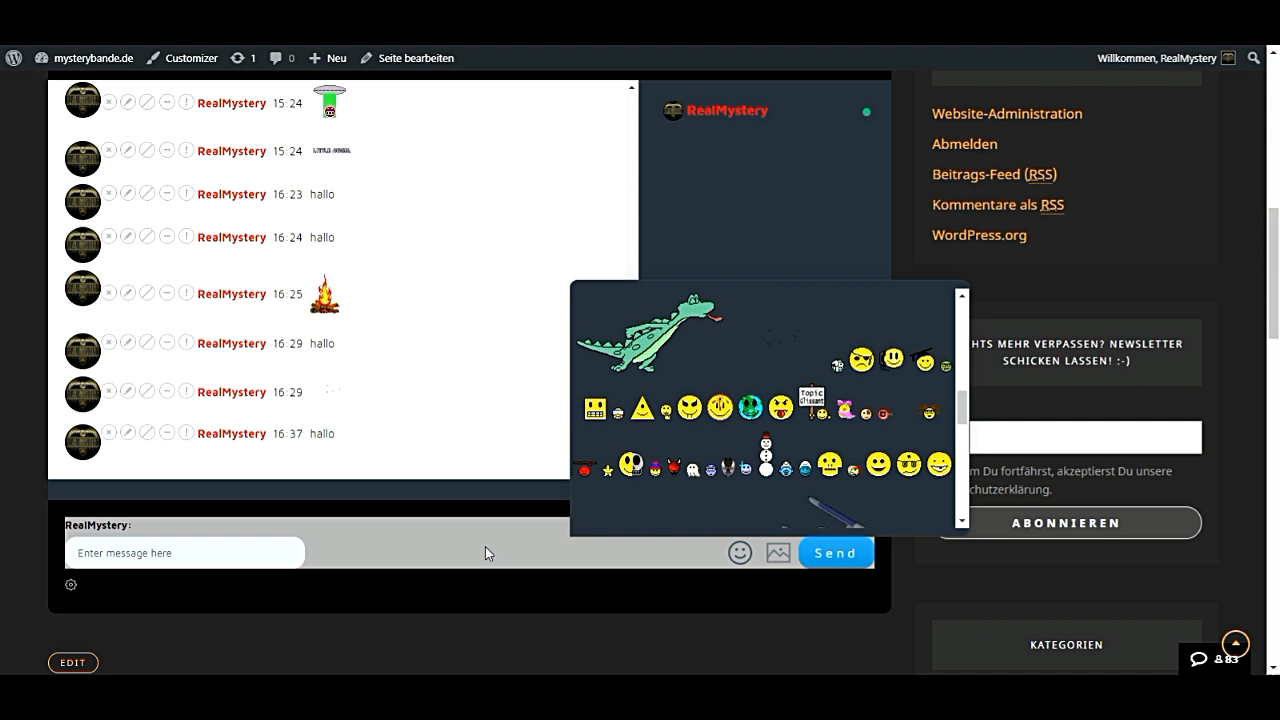 mysterybande.de Customizer 1 0 Neu Seite bearbeiten Willkommen, RealMystery
RealMystery 15:24
RealMystery 15:24
RealMystery 16:23 hallo
RealMystery 16:24 hallo
RealMystery 16:25
RealMystery 16:29 hallo
RealMystery 16:29
RealMystery 16:37 hallo
RealMystery
Topic
Glissant
RealMystery:
Enter message here
Send
EDIT
Website-Administration
Abmelden
Beitrags-Feed (RSS)
Kommentare als RSS
WordPress.org
HTS MEHR VERPASSEN? NEWSLETTER
SCHICKEN LASSEN! :-)
m Du fortfährst, akzeptierst Du unsere
chutzerklärung.
ABONNIEREN
KATEGORIEN
83